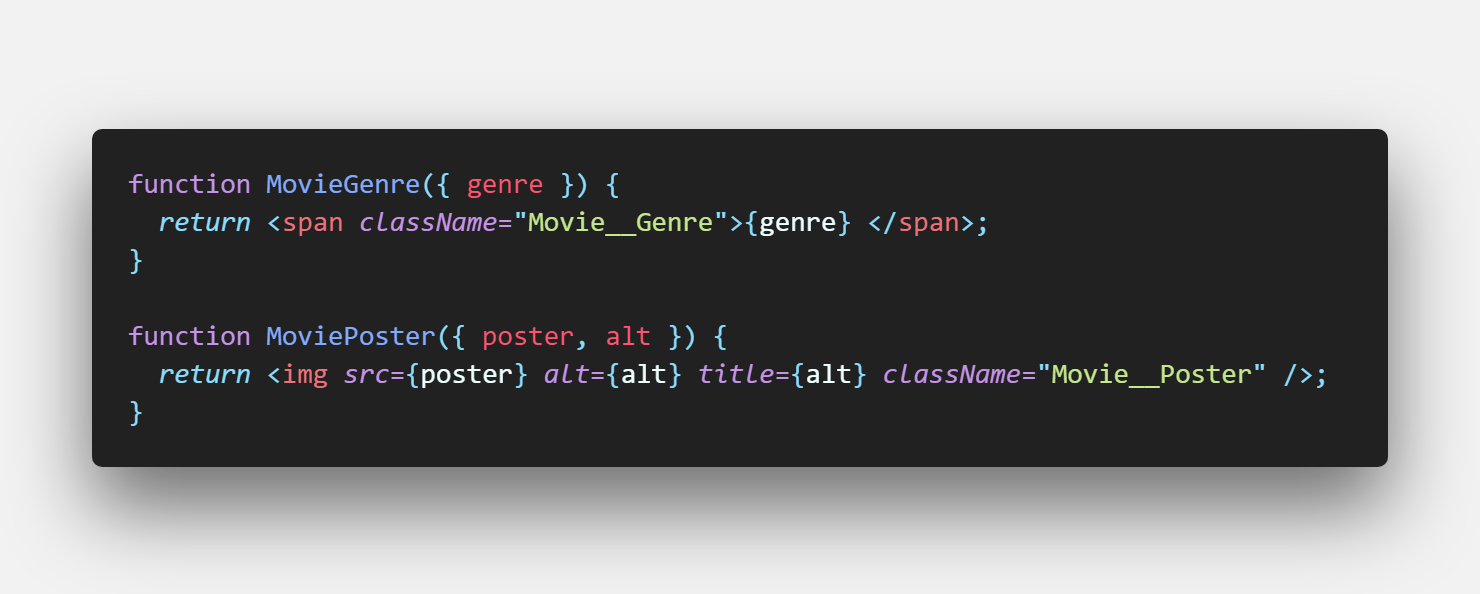 function MovieGenre({ genre }) {
  return <span className="Movie__Genre">{genre} </span>;
}

function MoviePoster({ poster, alt }) {
  return <img src={poster} alt={alt} title={alt} className="Movie__Poster" />;
}